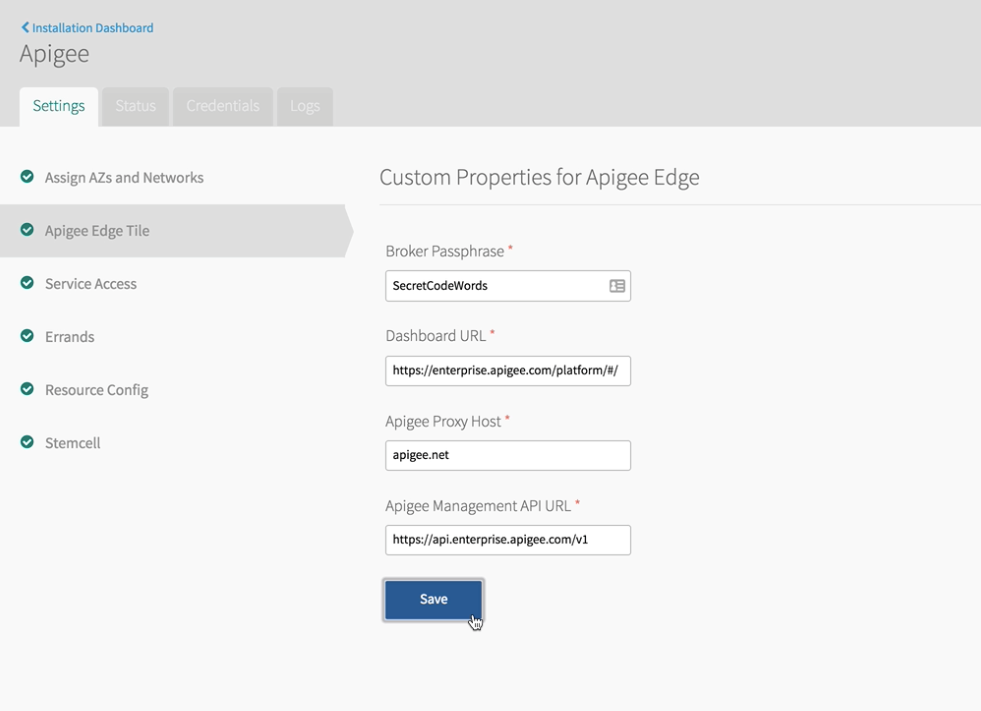 Installation Dashboard
Apigee
Settings
Status
Credentials
Logs
Assign AZs and Networks
Apigee Edge Tile
Service Access
Errands
Resource Config
Stemcell
Custom Properties for Apigee Edge
Broker Passphrase *
SecretCodeWords
Dashboard URL *
https://enterprise.apigee.com/platform/#/
Apigee Proxy Host *
apigee.net
Apigee Management API URL *
https://api.enterprise.apigee.com/v1
Save